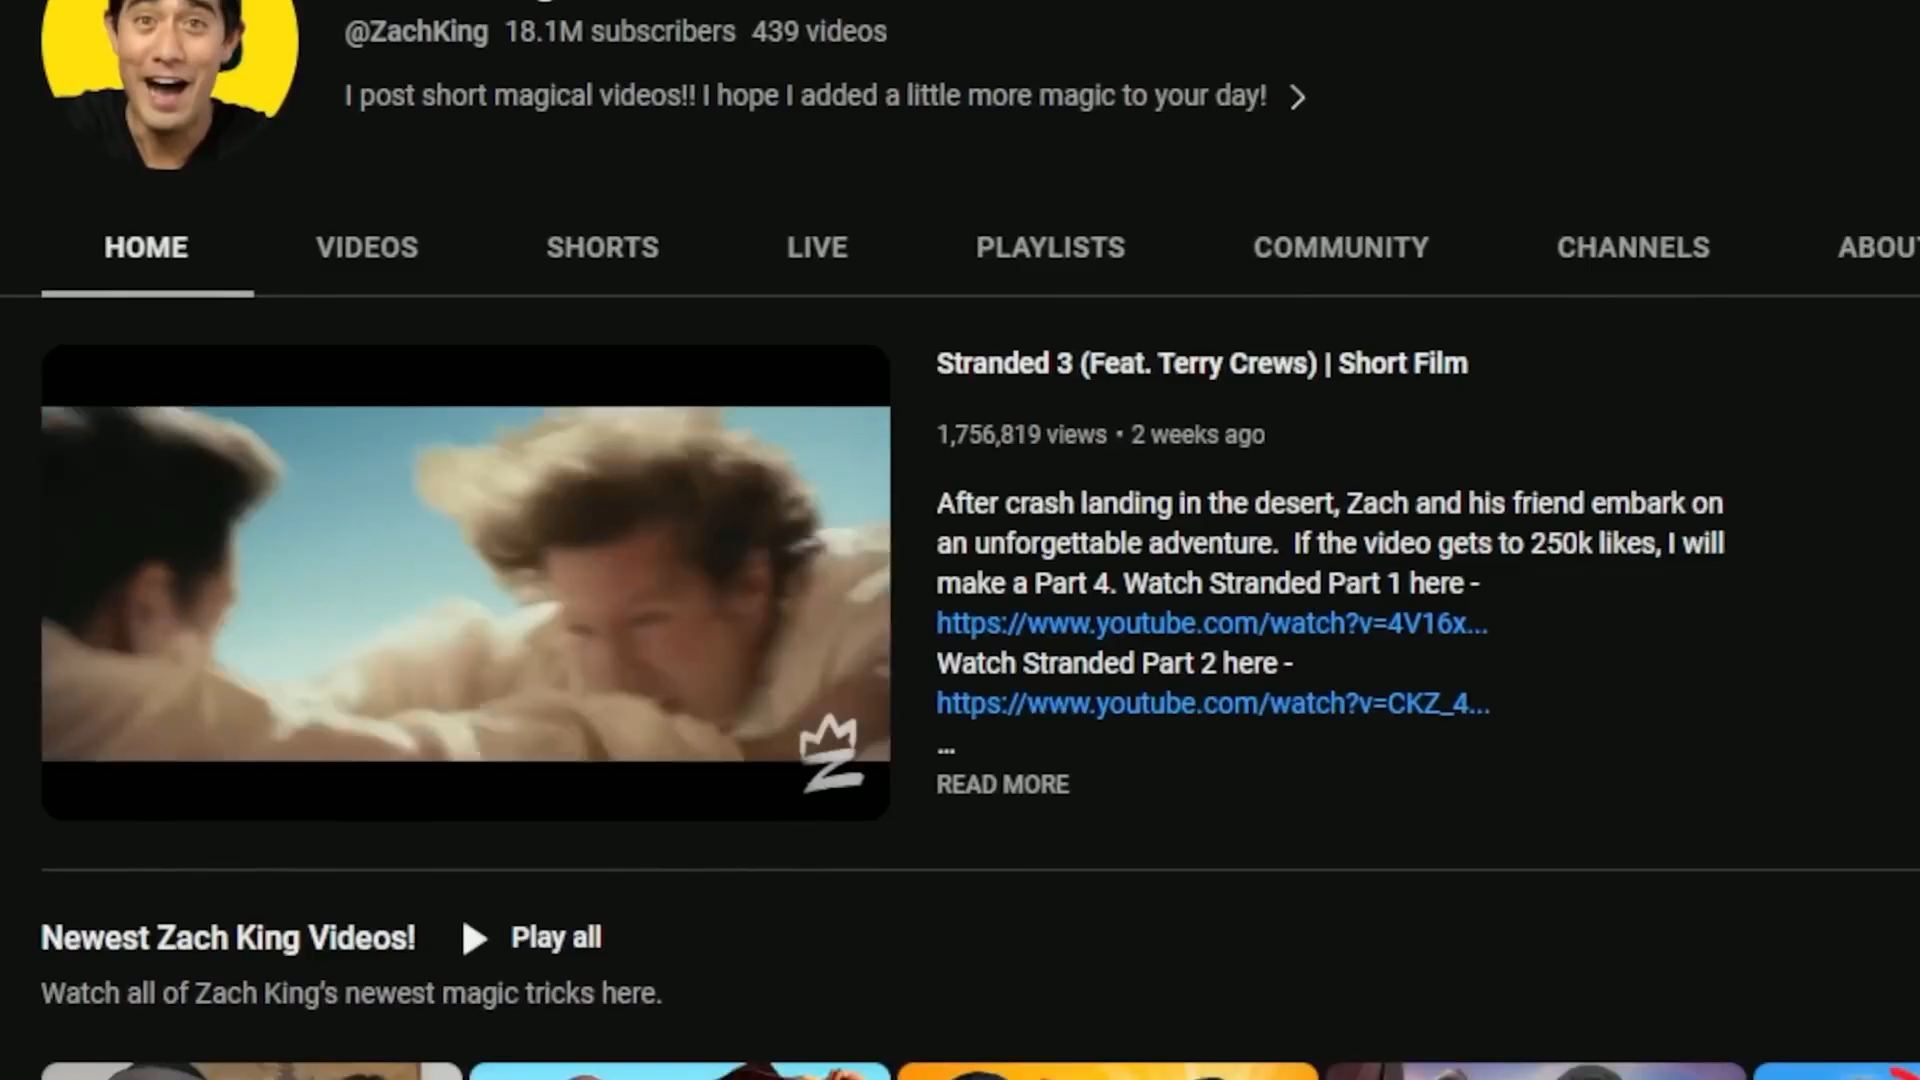 @ZachKing 18.1M subscribers 439 videos
I post short magical videos!! I hope I added a little more magic to your day!
HOME VIDEOS SHORTS LIVE PLAYLISTS COMMUNITY CHANNELS ABOU
Stranded 3 (Feat. Terry Crews) | Short Film
1,756,819 views • 2 weeks ago
After crash landing in the desert, Zach and his friend embark on
an unforgettable adventure. If the video gets to 250k likes, I will
make a Part 4. Watch Stranded Part 1 here -
https://www.youtube.com/watch?v=4V16x...
Watch Stranded Part 2 here -
https://www.youtube.com/watch?v=CKZ_4...
...
READ MORE
Z
Newest Zach King Videos! Play all
Watch all of Zach King's newest magic tricks here.